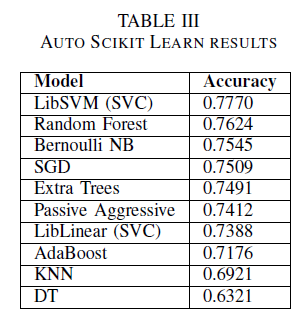 TABLE III
AUTO SCIKIT LEARN RESULTS
Model Accuracy
LibSVM (SVC) 0.7770
Random Forest 0.7624
Bernoulli NB 0.7545
SGD 0.7509
Extra Trees 0.7491
Passive Aggressive 0.7412
LibLinear (SVC) 0.7388
AdaBoost 0.7176
KNN 0.6921
DT 0.6321